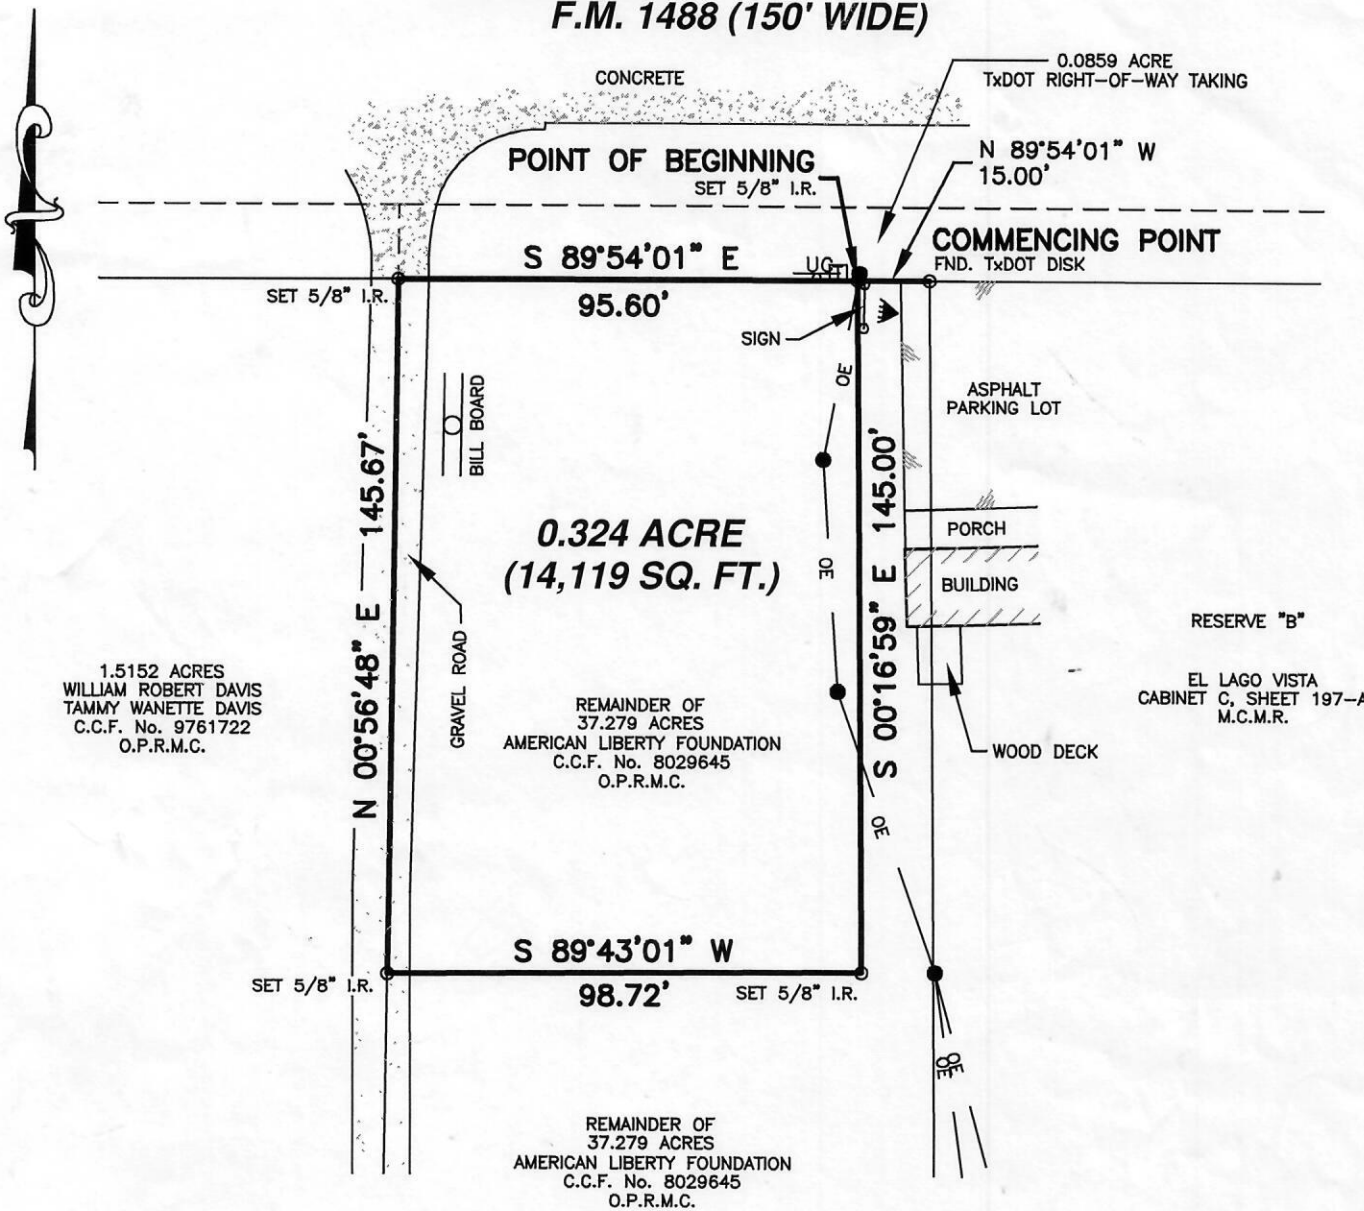 F.M. 1488 (150' WIDE)
CONCRETE
0.0859 ACRE
TxDOT RIGHT-OF-WAY TAKING
N 89°54'01" W
15.00'
POINT OF BEGINNING
SET 5/8" I.R.
COMMENCING POINT
FND. TxDOT DISK
S 89°54'01" E
95.60'
SET 5/8" I.R.
SIGN
OE
BILL BOARD
ASPHALT
PARKING LOT
N 00°56'48" E 145.67'
S 00°16'59" E 145.00'
0.324 ACRE
(14,119 SQ. FT.)
OE
PORCH
BUILDING
GRAVEL ROAD
RESERVE "B"
EL LAGO VISTA
CABINET C, SHEET 197-A
M.C.M.R.
1.5152 ACRES
WILLIAM ROBERT DAVIS
TAMMY WANETTE DAVIS
C.C.F. No. 9761722
O.P.R.M.C.
REMAINDER OF
37.279 ACRES
AMERICAN LIBERTY FOUNDATION
C.C.F. No. 8029645
O.P.R.M.C.
WOOD DECK
OE
S 89°43'01" W
98.72'
SET 5/8" I.R.
SET 5/8" I.R.
OE
OE
REMAINDER OF
37.279 ACRES
AMERICAN LIBERTY FOUNDATION
C.C.F. No. 8029645
O.P.R.M.C.